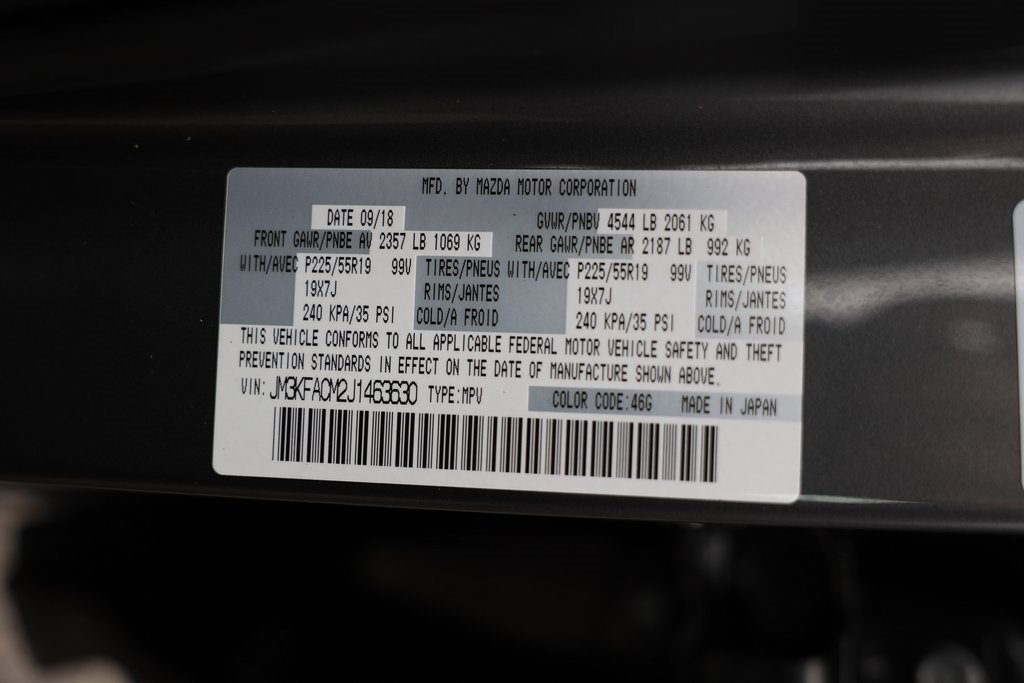 MFD. BY MAZDA MOTOR CORPORATION
DATE 09/18 GVWR/PNBV 4544 LB 2061 KG
FRONT GAWR/PNBE AV 2357 LB 1069 KG REAR GAWR/PNBE AR 2187 LB 992 KG
WITH/AVEC P225/55R19 99V TIRES/PNEUS WITH/AVEC P225/55R19 99V TIRES/PNEUS
19X7J RIMS/JANTES 19X7J RIMS/JANTES
240 KPA/35 PSI COLD/A FROID 240 KPA/35 PSI COLD/A FROID
THIS VEHICLE CONFORMS TO ALL APPLICABLE FEDERAL MOTOR VEHICLE SAFETY AND THEFT
PREVENTION STANDARDS IN EFFECT ON THE DATE OF MANUFACTURE SHOWN ABOVE.
VIN: JM3KFACM2J1463630 TYPE:MPV COLOR CODE:46G MADE IN JAPAN